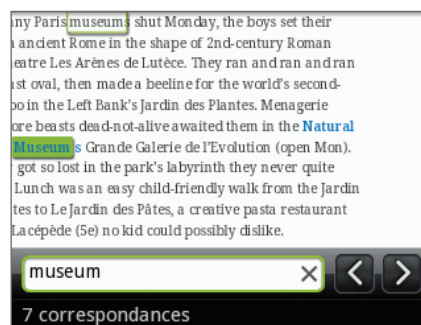 ny Paris museums shut Monday, the boys set their
ancient Rome in the shape of 2nd-century Roman
eatre Les Arènes de Lutèce. They ran and ran and ran
st oval, then made a beeline for the world's second-
oo in the Left Bank's Jardin des Plantes. Menagerie
ore beasts dead-not-alive awaited them in the Natural
Museum's Grande Galerie de l'Evolution (open Mon).
got so lost in the park's labyrinth they never quite
Lunch was an easy child-friendly walk from the Jardin
tes to Le Jardin des Pâtes, a creative pasta restaurant
Lacépède (5e) no kid could possibly dislike.
museum
7 correspondances